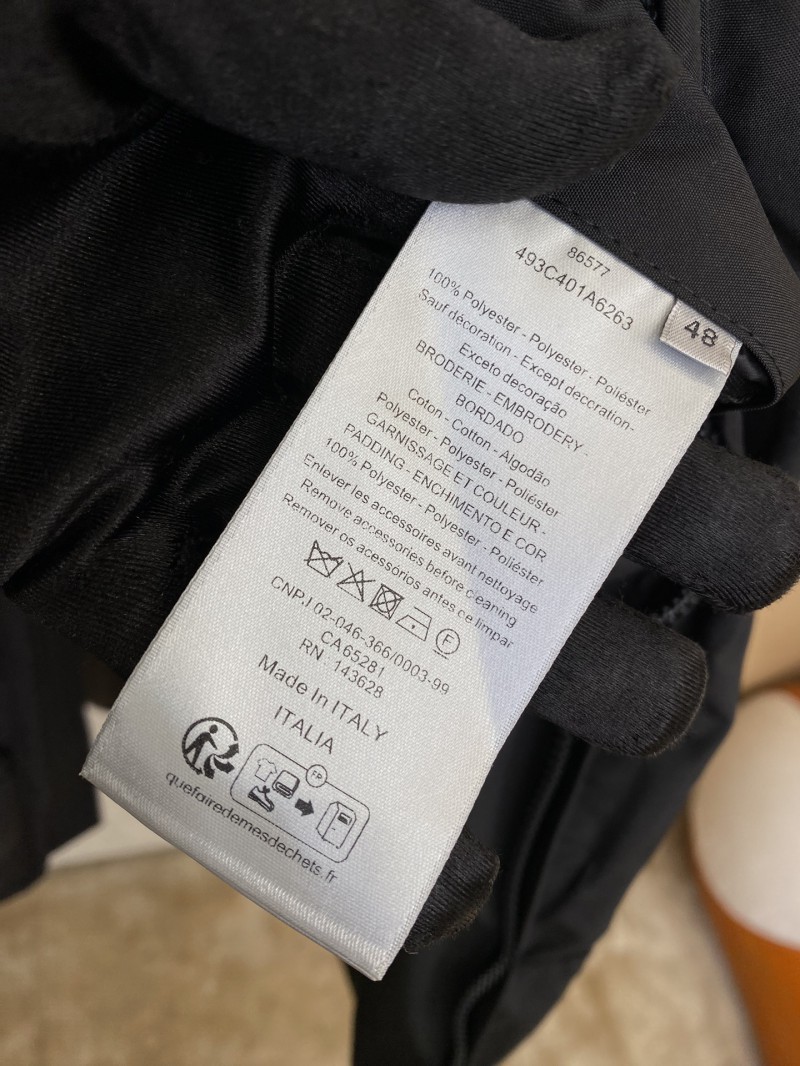 86577
493C401A6263
48
100% Polyester - Polyester - Poliéster
Sauf décoration - Except decoration-
Exceto decoração
BRODERIE - EMBRODERY -
BORDADO
Coton - Cotton - Algodão
Polyester - Polyester - Poliéster
GARNISSAGE ET COULEUR -
PADDING - ENCHIMENTO E COR
100% Polyester - Polyester - Poliéster
Enlever les accessoires avant nettoyage
Remove accessories before cleaning
Remover os acessórios antes de limpar
F
CNP.I.02-046-366/0003-99
CA 65281
RN 143628
Made In ITALY
ITALIA
FR
quefairedemesdechets.fr